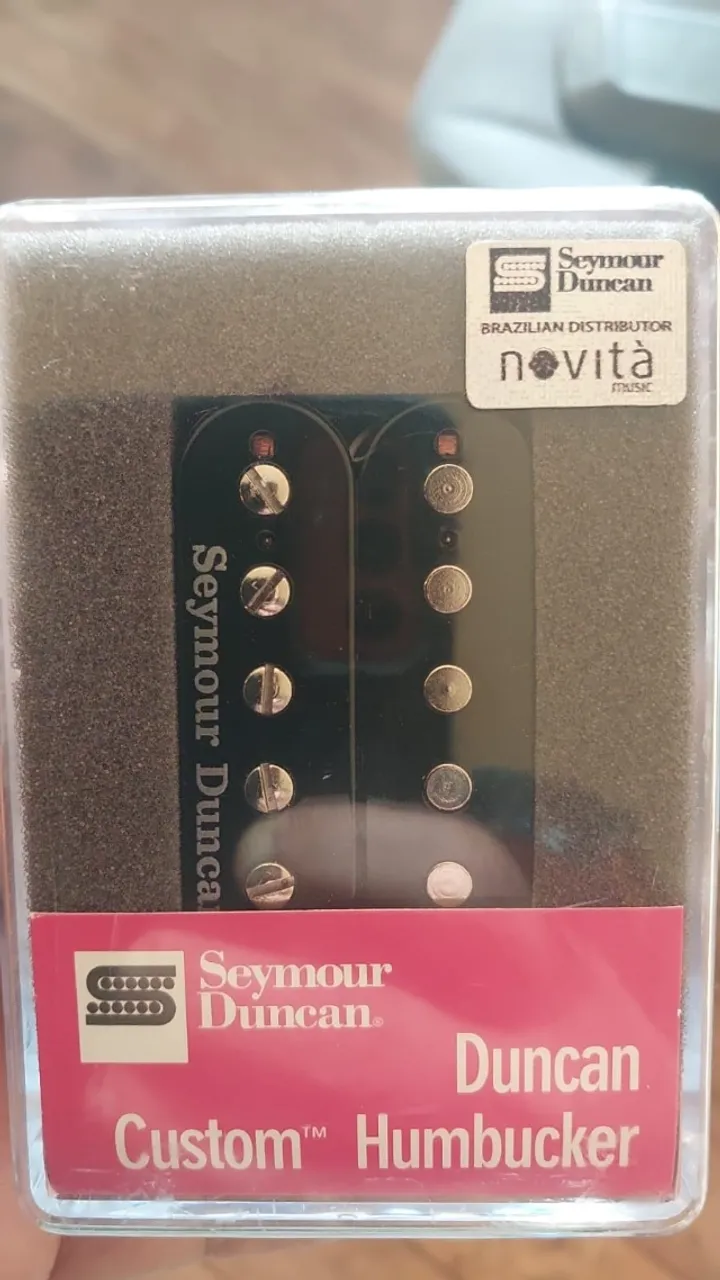 Seymour
Duncan
BRAZILIAN DISTRIBUTOR
novità
music
Seymour Duncan
Seymour
Duncan®
Duncan
Custom™ Humbucker